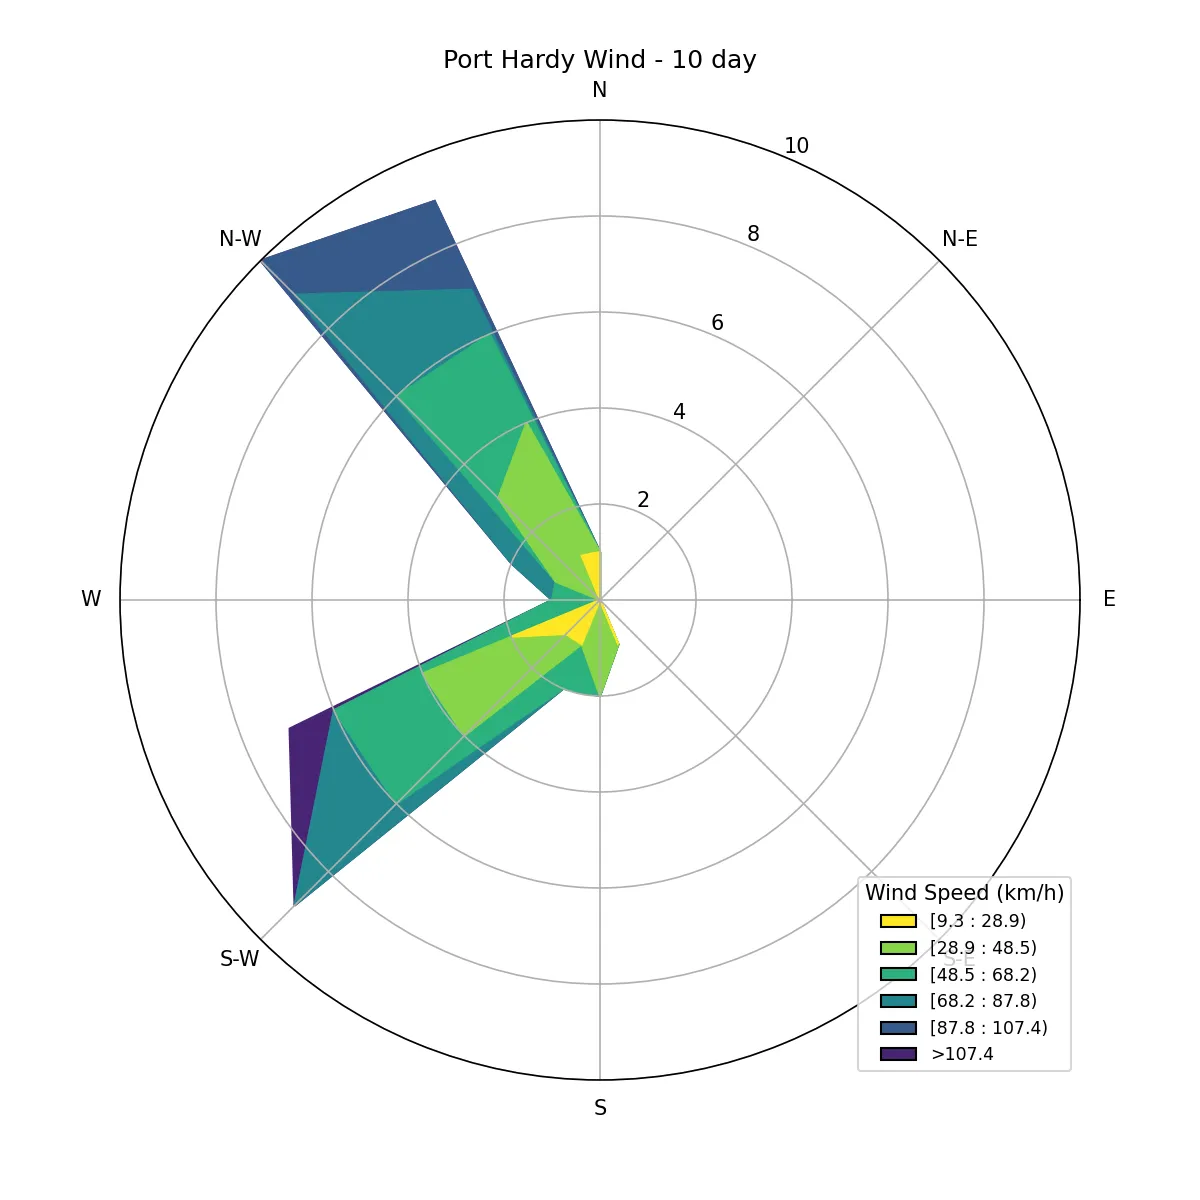 Port Hardy Wind - 10 day
N
10
N-W
N-E
8
6
4
2
W
E
Wind Speed (km/h)
[9.3 : 28.9)
[28.9 : 48.5)
S-W
S-E
[48.5 : 68.2)
[68.2 : 87.8)
[87.8 : 107.4)
>107.4
S